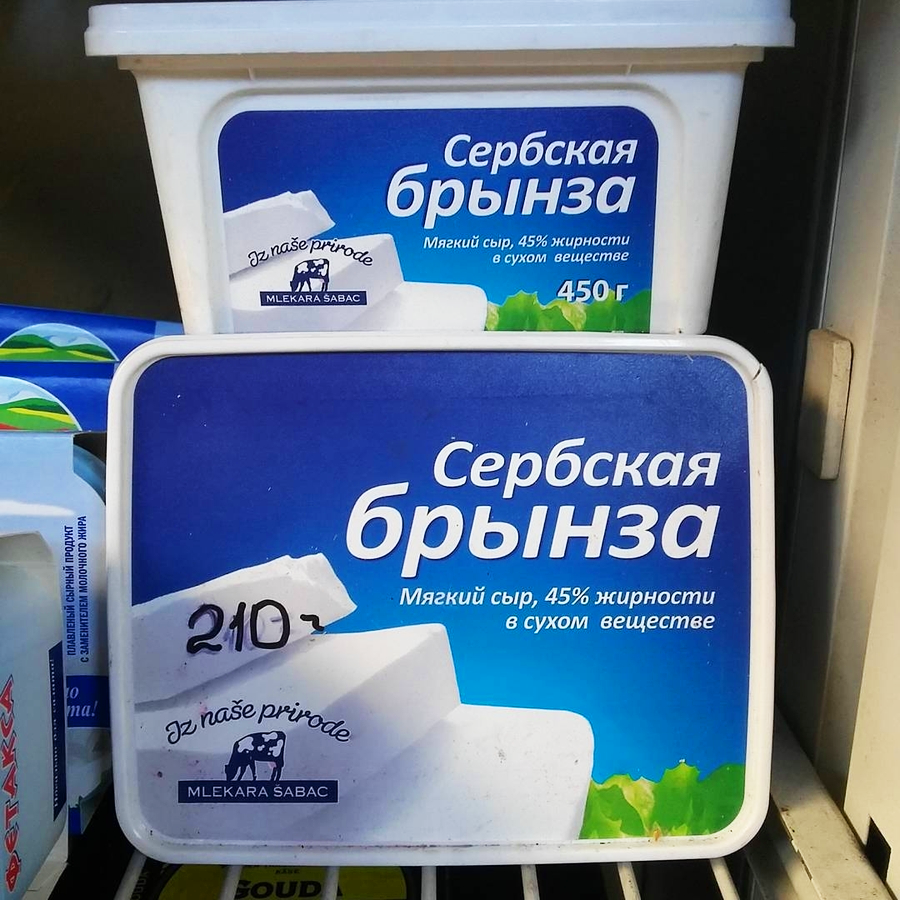 Сербская
брынза
Мягкий сыр, 45% жирности
в сухом веществе
450 г
Iz naše prirode
MLEKARA ŠABAC
Сербская
брынза
Мягкий сыр, 45% жирности
в сухом веществе
210
Iz naše prirode
MLEKARA ŠABAC
ПЛАВЛЕНЫЙ СЫРНЫЙ ПРОДУКТ
С ЗАМЕНИТЕЛЕМ МОЛОЧНОГО ЖИРА
ФЕТАКСА
GOUDA